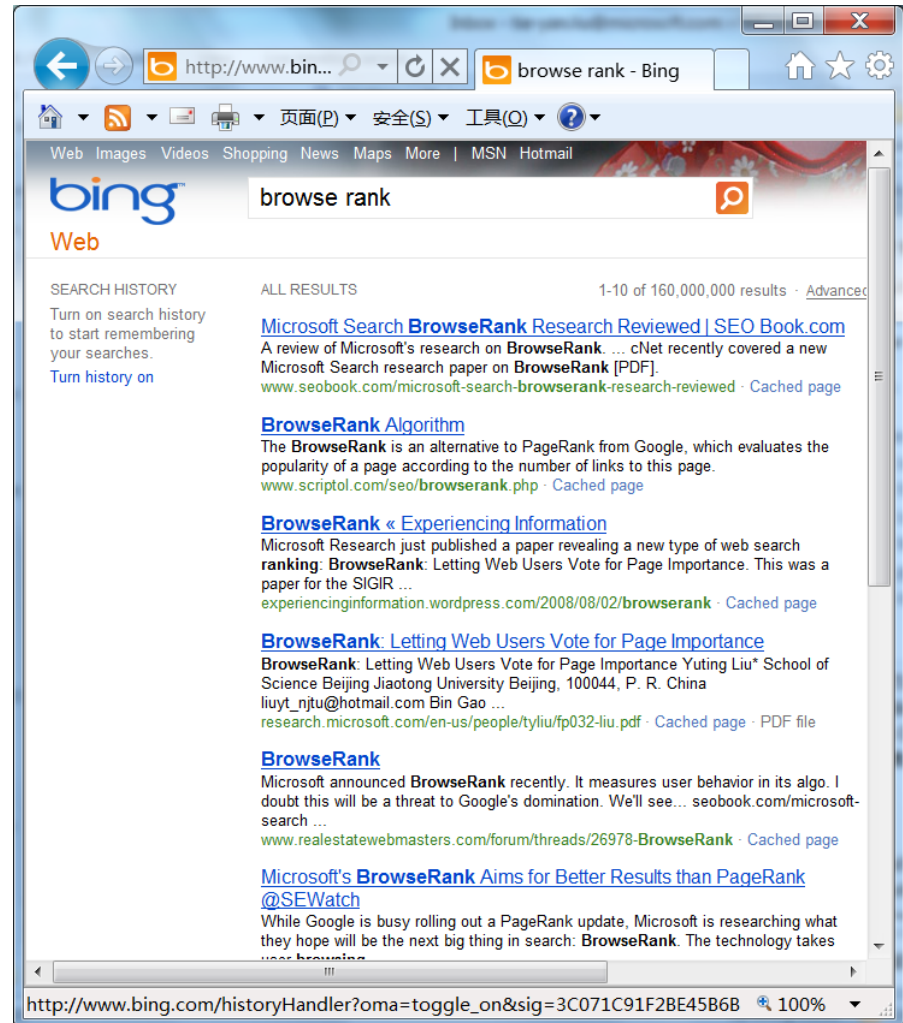 http://www.bin...
browse rank - Bing
页面(P) 安全(S) 工具(O)
Web Images Videos Shopping News Maps More | MSN Hotmail
bing
browse rank
Web
SEARCH HISTORY
Turn on search history
to start remembering
your searches.
Turn history on
ALL RESULTS
1-10 of 160,000,000 results · Advanced
Microsoft Search BrowseRank Research Reviewed | SEO Book.com
A review of Microsoft's research on BrowseRank. ... cNet recently covered a new
Microsoft Search research paper on BrowseRank [PDF].
www.seobook.com/microsoft-search-browserank-research-reviewed · Cached page
BrowseRank Algorithm
The BrowseRank is an alternative to PageRank from Google, which evaluates the
popularity of a page according to the number of links to this page.
www.scriptol.com/seo/browserank.php · Cached page
BrowseRank « Experiencing Information
Microsoft Research just published a paper revealing a new type of web search
ranking: BrowseRank: Letting Web Users Vote for Page Importance. This was a
paper for the SIGIR ...
experiencinginformation.wordpress.com/2008/08/02/browserank · Cached page
BrowseRank: Letting Web Users Vote for Page Importance
BrowseRank: Letting Web Users Vote for Page Importance Yuting Liu* School of
Science Beijing Jiaotong University Beijing, 100044, P. R. China
liuyt_njtu@hotmail.com Bin Gao ...
research.microsoft.com/en-us/people/tyliu/fp032-liu.pdf · Cached page · PDF file
BrowseRank
Microsoft announced BrowseRank recently. It measures user behavior in its algo. I
doubt this will be a threat to Google's domination. We'll see... seobook.com/microsoft-
search ...
www.realestatewebmasters.com/forum/threads/26978-BrowseRank · Cached page
Microsoft's BrowseRank Aims for Better Results than PageRank
@SEWatch
While Google is busy rolling out a PageRank update, Microsoft is researching what
they hope will be the next big thing in search: BrowseRank. The technology takes
user browsing
http://www.bing.com/historyHandler?oma=toggle_on&sig=3C071C91F2BE45B6B 100%